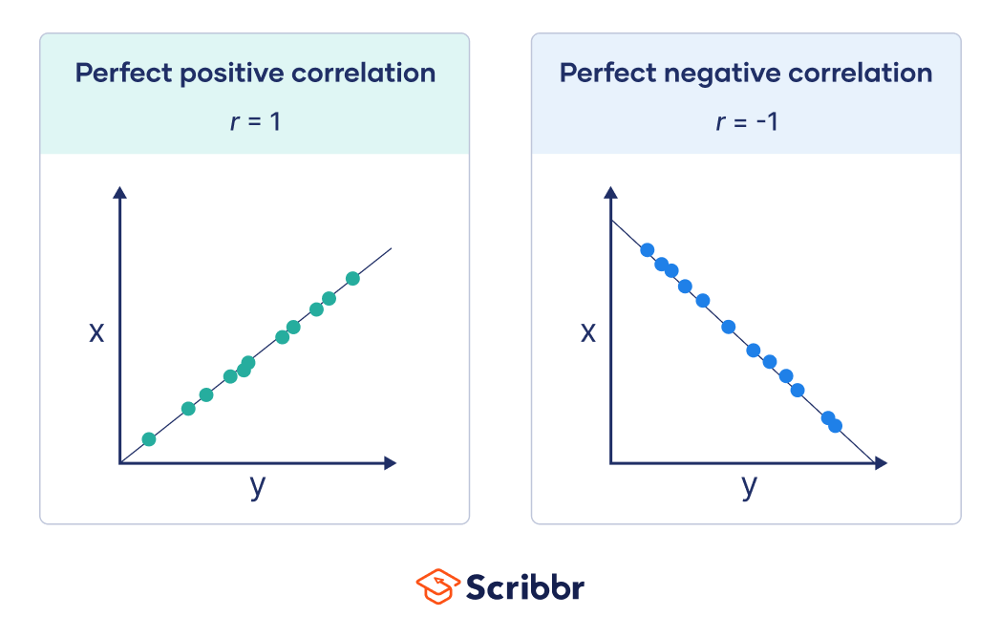 Perfect positive correlation
r = 1
x
y
Perfect negative correlation
r = -1
x
y
Scribbr